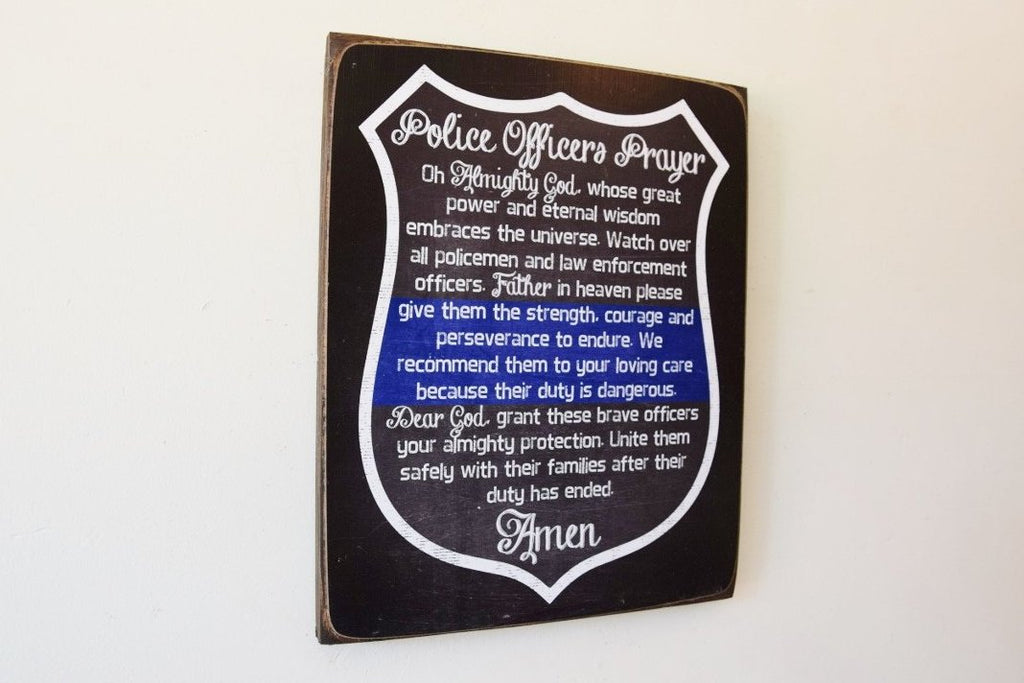 Police Officers Prayer
Oh Almighty God, whose great
power and eternal wisdom
embraces the universe. Watch over
all policemen and law enforcement
officers. Father in heaven please
give them the strength, courage and
perseverance to endure. We
recommend them to your loving care
because their duty is dangerous.
Dear God, grant these brave officers
your almighty protection. Unite them
safely with their families after their
duty has ended.
Amen